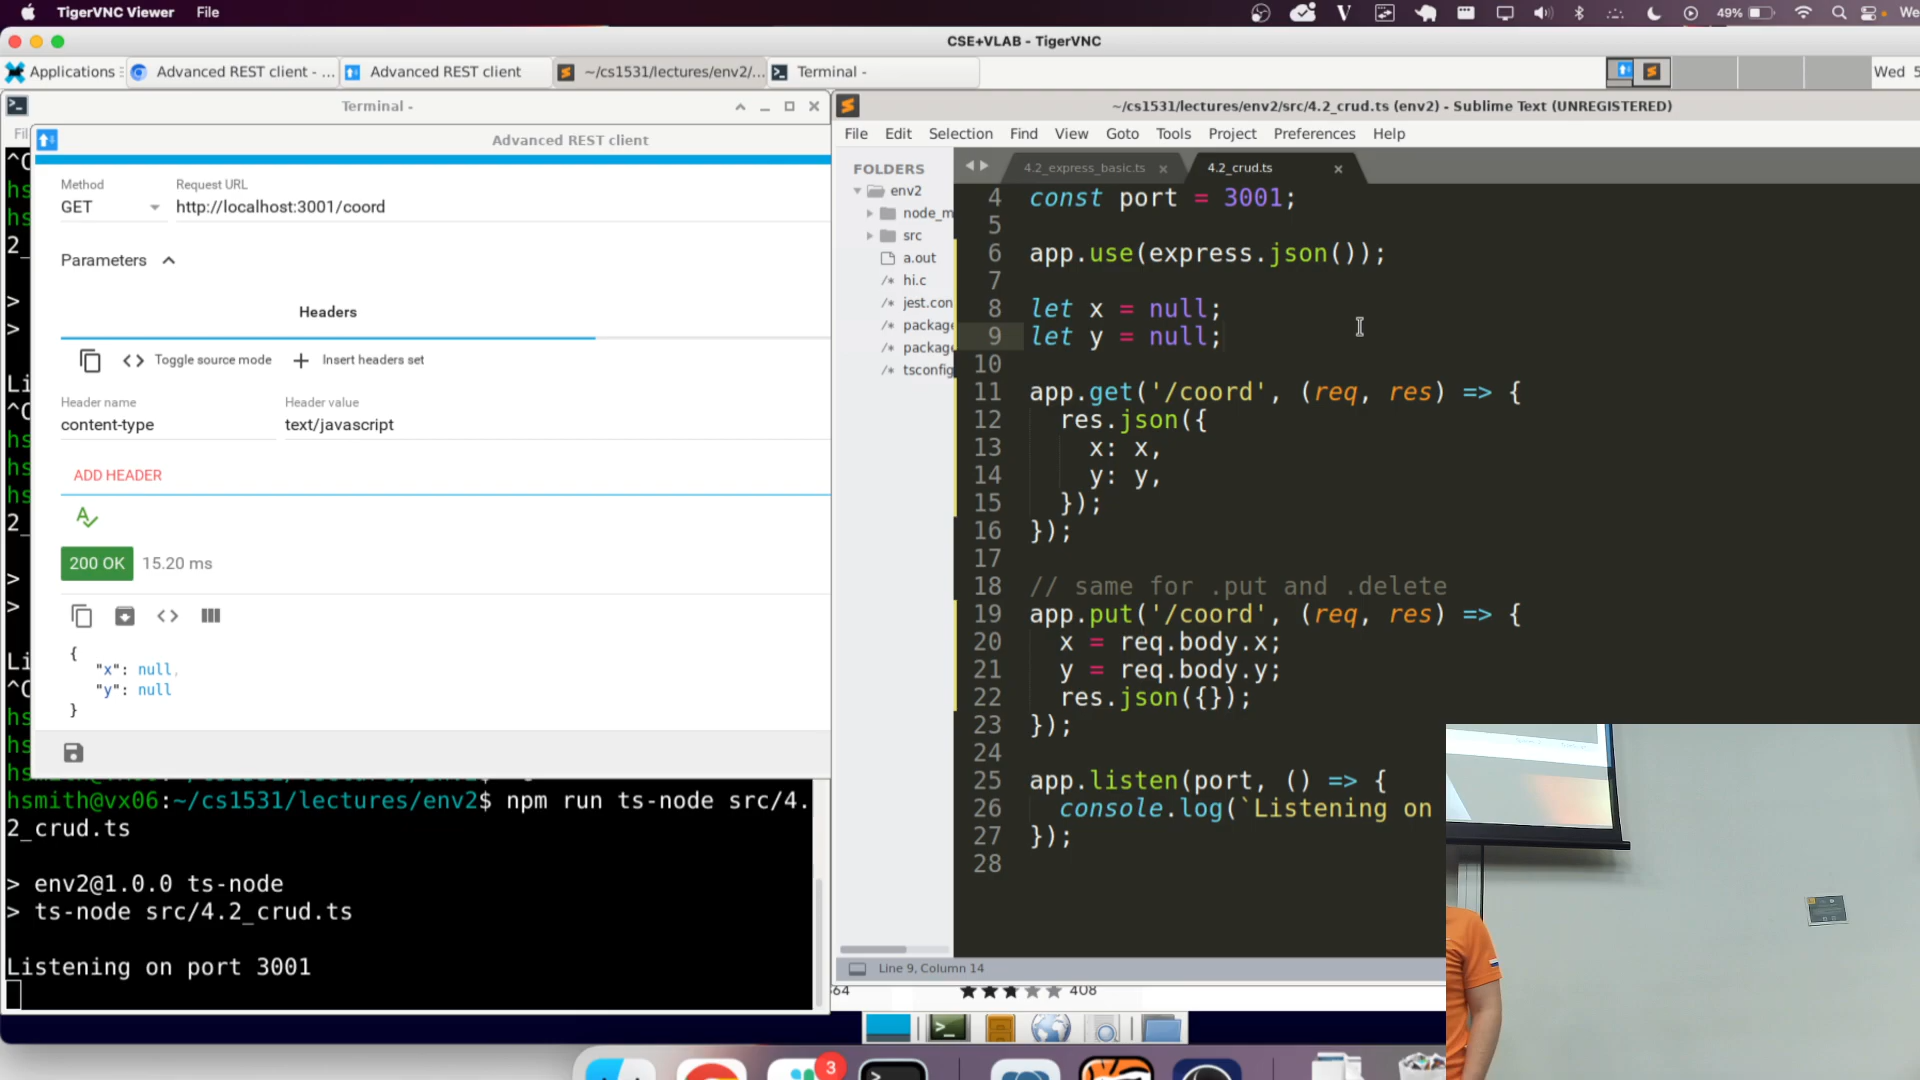 TigerVNC Viewer File
49%
CSE+VLAB - TigerVNC
Applications
Advanced REST client - ...
Advanced REST client
~/cs1531/lectures/env2/...
Terminal -
Wed 5
Terminal -
Advanced REST client
Method
GET
Request URL
http://localhost:3001/coord
Parameters
Headers
Toggle source mode
Insert headers set
Header name
content-type
Header value
text/javascript
ADD HEADER
200 OK 15.20 ms
{
"x": null,
"y": null
}
hsmith@vx06:~/cs1531/lectures/env2$ npm run ts-node src/4.
2_crud.ts
> env2@1.0.0 ts-node
> ts-node src/4.2_crud.ts
Listening on port 3001
~/cs1531/lectures/env2/src/4.2_crud.ts (env2) - Sublime Text (UNREGISTERED)
File Edit Selection Find View Goto Tools Project Preferences Help
FOLDERS
env2
node_m
src
a.out
/* hi.c
/* jest.con
/* package
/* package
/* tsconfig
4.2_express_basic.ts
4.2_crud.ts
4 const port = 3001;
5
6 app.use(express.json());
7
8 let x = null;
9 let y = null;
10
11 app.get('/coord', (req, res) => {
12 res.json({
13 x: x,
14 y: y,
15 });
16 });
17
18 // same for .put and .delete
19 app.put('/coord', (req, res) => {
20 x = req.body.x;
21 y = req.body.y;
22 res.json({});
23 });
24
25 app.listen(port, () => {
26 console.log(`Listening on
27 });
28
Line 9, Column 14
408
3